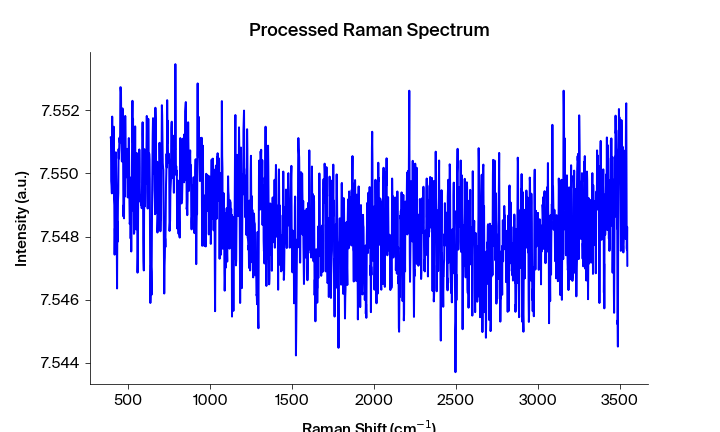 Processed Raman Spectrum
7.552
7.550
7.548
7.546
7.544
Intensity (a.u.)
500 1000 1500 2000 2500 3000 3500
Raman Shift (cm⁻¹)